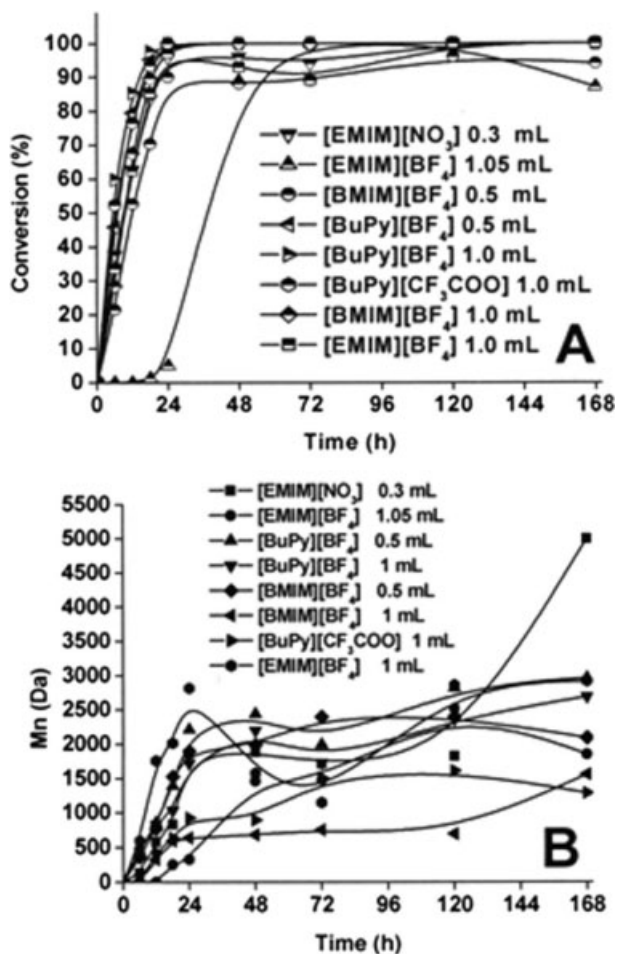 100
90
80
70
60
50
40
30
20
10
0
Conversion (%)
[EMIM][NO3] 0.3 mL
[EMIM][BF4] 1.05 mL
[BMIM][BF4] 0.5 mL
[BuPy][BF4] 0.5 mL
[BuPy][BF4] 1.0 mL
[BuPy][CF3COO] 1.0 mL
[BMIM][BF4] 1.0 mL
[EMIM][BF4] 1.0 mL
A
0 24 48 72 96 120 144 168
Time (h)
5500
5000
4500
4000
3500
3000
2500
2000
1500
1000
500
0
Mn (Da)
[EMIM][NO3] 0.3 mL
[EMIM][BF4] 1.05 mL
[BuPy][BF4] 0.5 mL
[BuPy][BF4] 1 mL
[BMIM][BF4] 0.5 mL
[BMIM][BF4] 1 mL
[BuPy][CF3COO] 1 mL
[EMIM][BF4] 1 mL
B
0 24 48 72 96 120 144 168
Time (h)